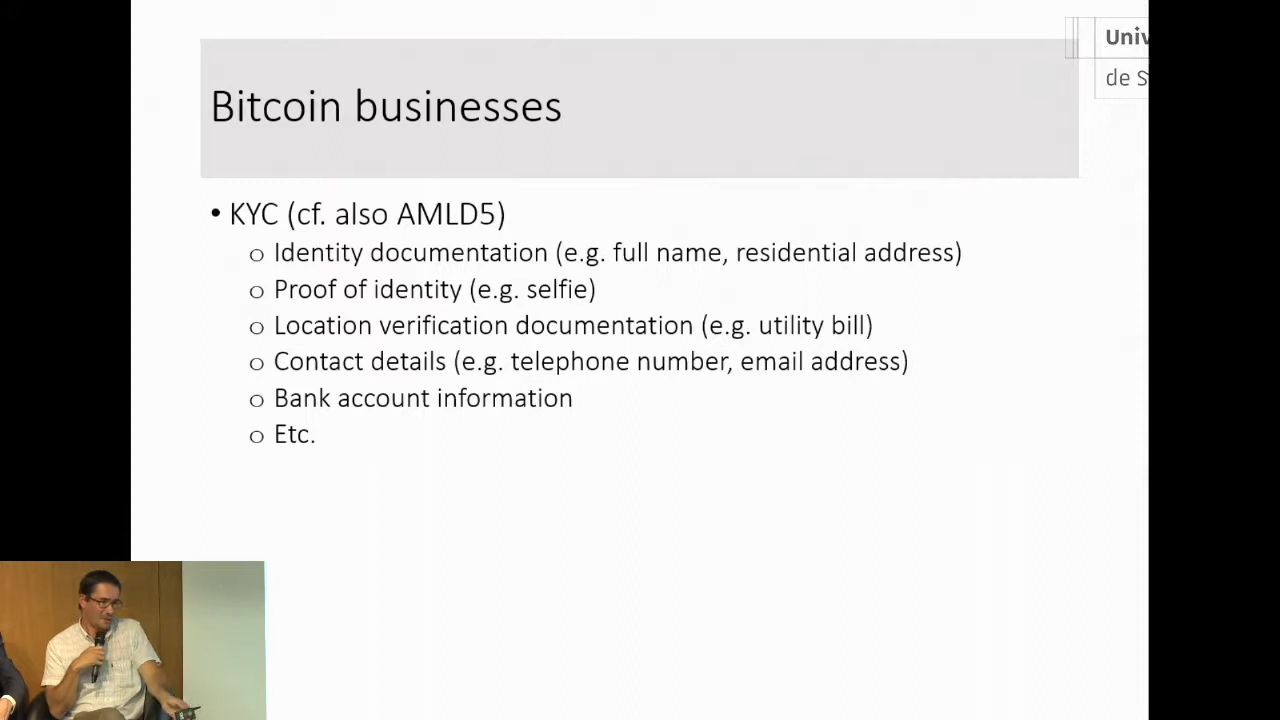 Univ
de S
Bitcoin businesses
• KYC (cf. also AMLD5)
o Identity documentation (e.g. full name, residential address)
o Proof of identity (e.g. selfie)
o Location verification documentation (e.g. utility bill)
o Contact details (e.g. telephone number, email address)
o Bank account information
o Etc.